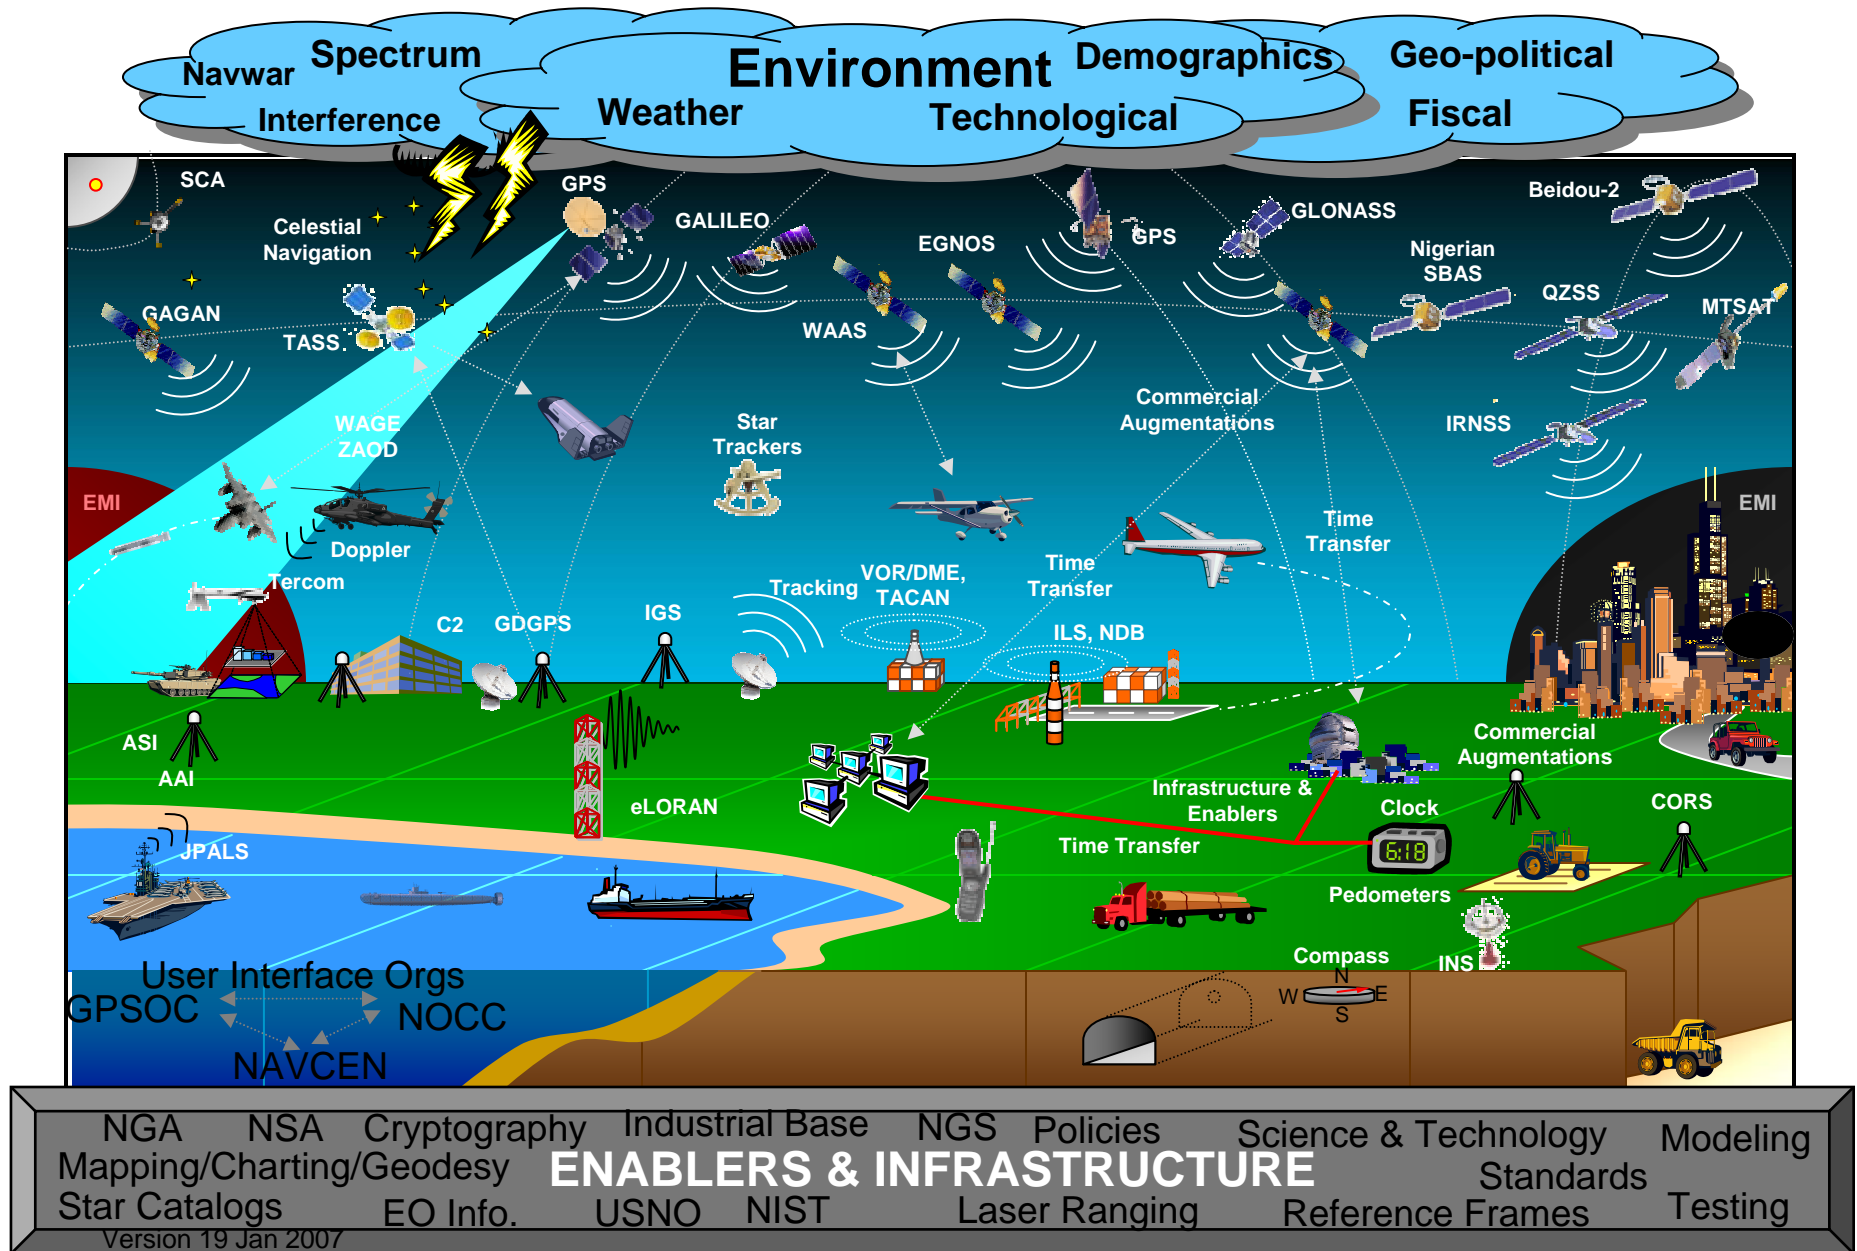 Navwar
Spectrum
Interference
Environment
Demographics
Geo-political
Weather
Technological
Fiscal
SCA
GPS
GALILEO
Celestial
Navigation
EGNOS
GPS
GLONASS
Beidou-2
Nigerian
SBAS
QZSS
MTSAT
GAGAN
TASS
WAAS
WAGE
ZAOD
Star
Trackers
Commercial
Augmentations
IRNSS
EMI
EMI
Doppler
Tercom
Time
Transfer
Time
Transfer
Tracking
VOR/DME,
TACAN
ILS, NDB
C2
GDGPS
IGS
ASI
AAI
eLORAN
Commercial
Augmentations
Infrastructure &
Enablers
Clock
6:18
CORS
JPALS
Time Transfer
Pedometers
Compass
INS
N
W
E
S
User Interface Orgs
GPSOC
NOCC
NAVCEN
NGA
NSA
Cryptography
Industrial Base
NGS
Policies
Science & Technology
Modeling
Mapping/Charting/Geodesy
ENABLERS & INFRASTRUCTURE
Standards
Star Catalogs
EO Info.
USNO
NIST
Laser Ranging
Reference Frames
Testing
Version 19 Jan 2007